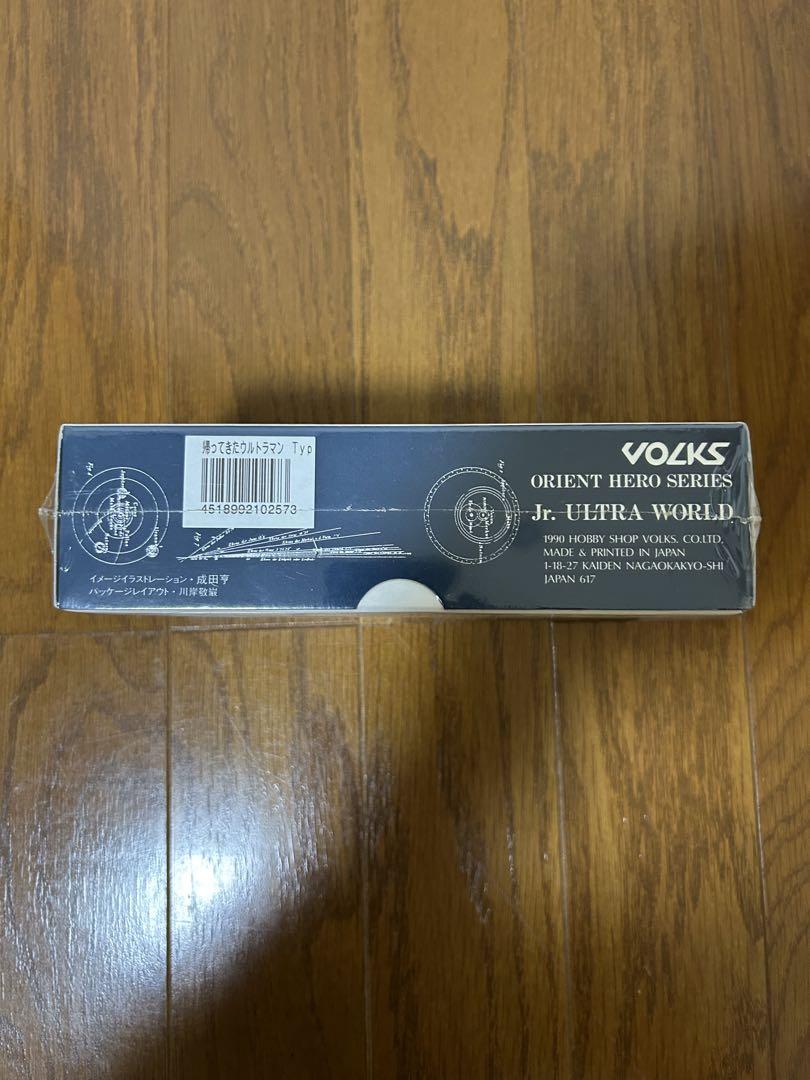 帰ってきたウルトラマン Typ
4518992102573
VOLKS
ORIENT HERO SERIES
Jr. ULTRA WORLD
1990 HOBBY SHOP VOLKS. CO.LTD.
MADE & PRINTED IN JAPAN
1-18-27 KAIDEN NAGAOKAKYO-SHI
JAPAN 617
イメージイラストレーション・成田亨
パッケージレイアウト・川岸敬厳